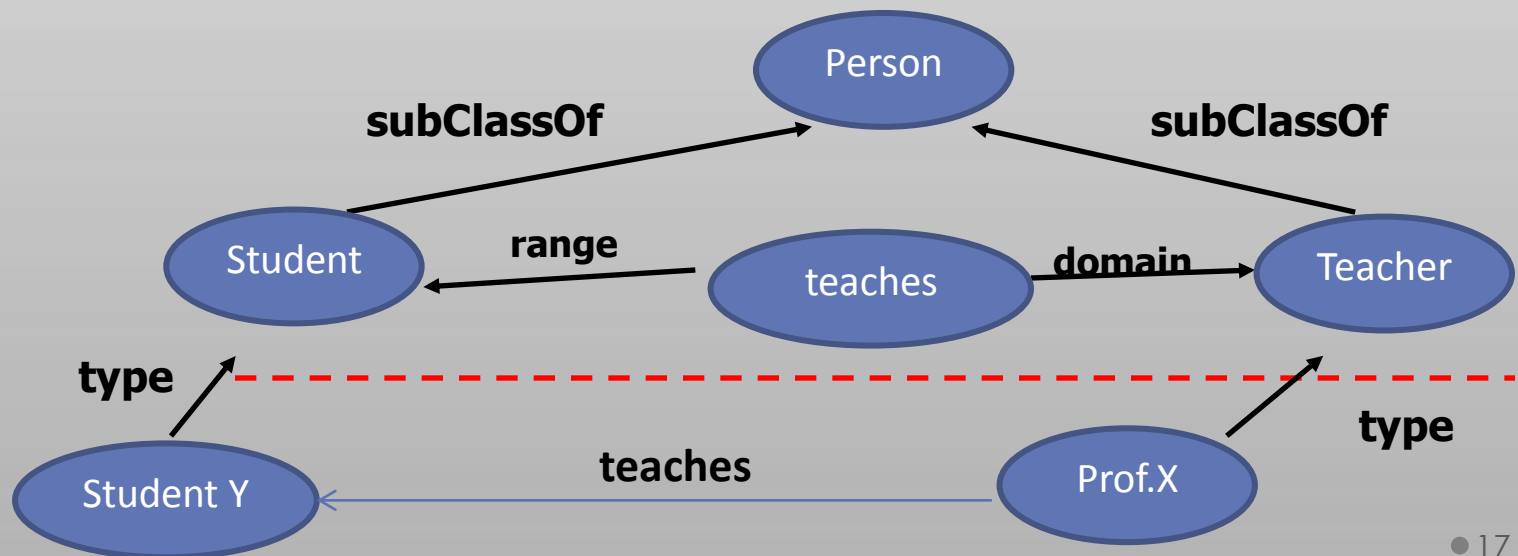 Person
subClassOf
subClassOf
Student
range
teaches
domain
Teacher
type
type
Student Y
teaches
Prof.X
17